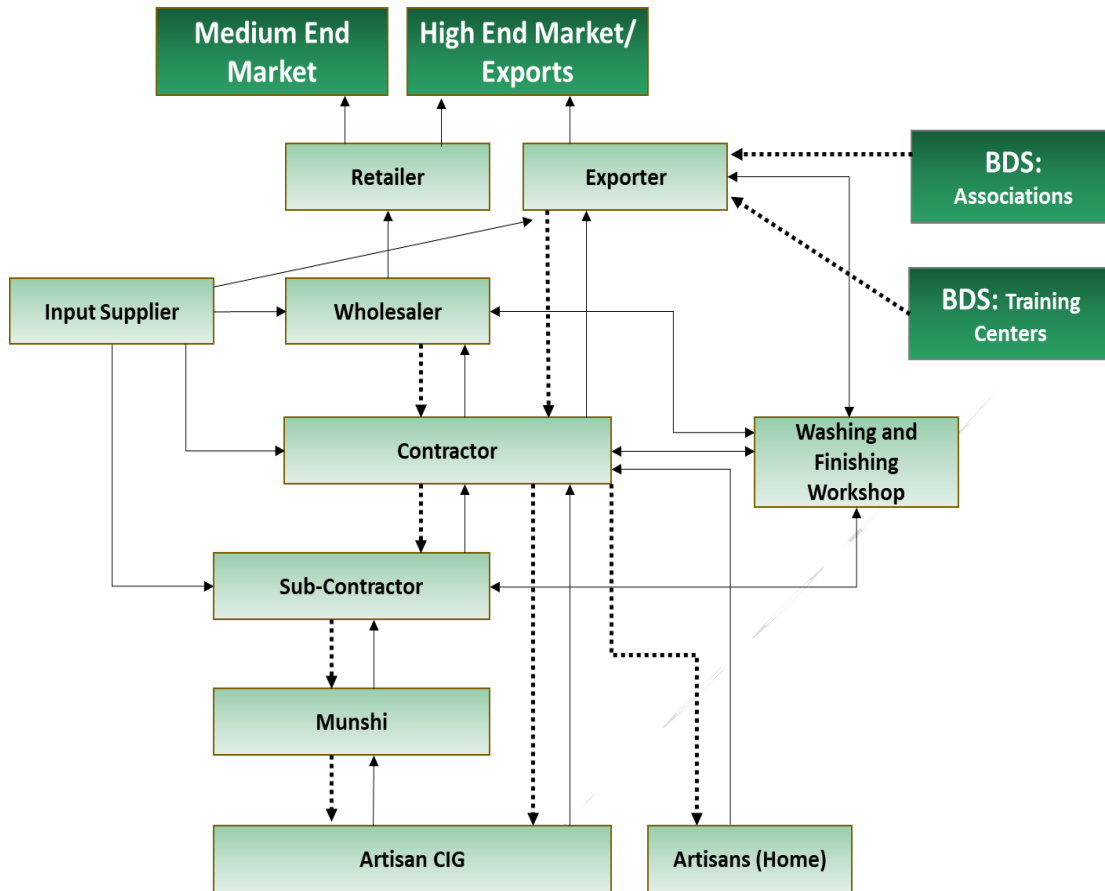 Medium End
Market
High End Market/
Exports
Retailer
Exporter
BDS:
Associations
Input Supplier
Wholesaler
BDS: Training
Centers
Contractor
Washing and
Finishing
Workshop
Sub-Contractor
Munshi
Artisan CIG
Artisans (Home)